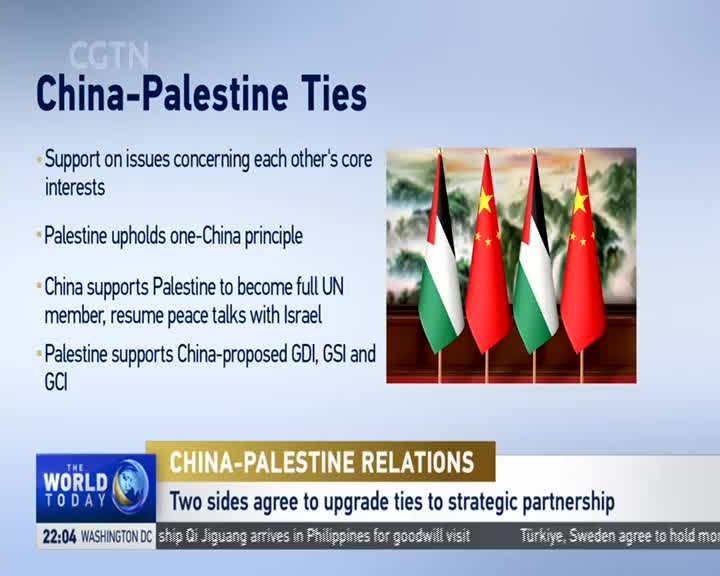 CGTN
China-Palestine Ties
Support on issues concerning each other's core
interests
Palestine upholds one-China principle
China supports Palestine to become full UN
member, resume peace talks with Israel
Palestine supports China-proposed GDI, GSI and
GCI
THE
WORLD
TODAY
CHINA-PALESTINE RELATIONS
Two sides agree to upgrade ties to strategic partnership
22:04 WASHINGTON DC
ship Qi Jiguang arrives in Philippines for goodwill visit Türkiye, Sweden agree to hold mor